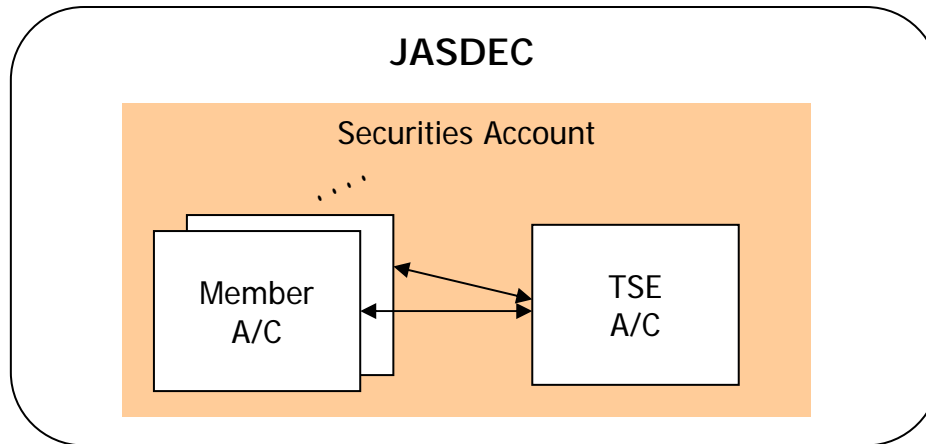 JASDEC
Securities Account
Member
A/C
TSE
A/C